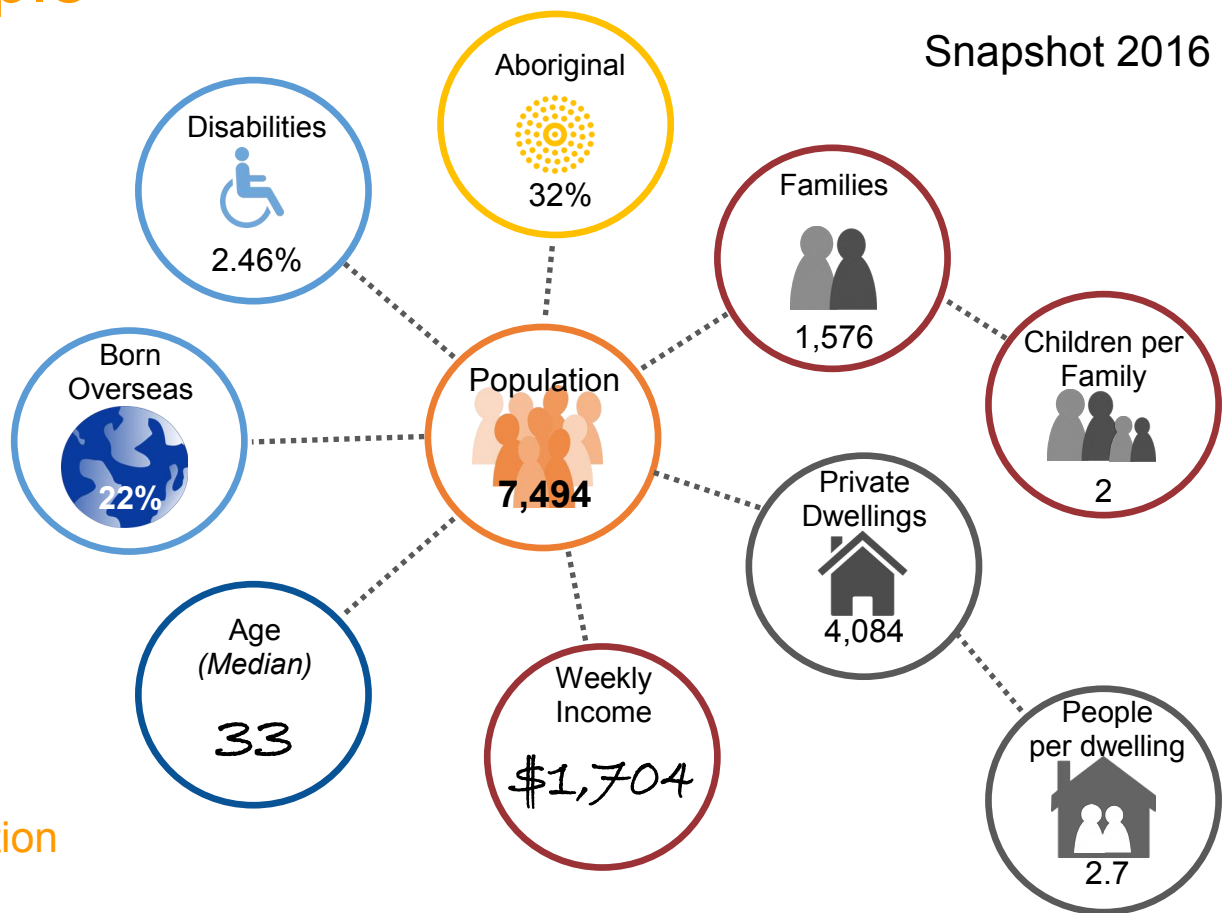 Snapshot 2016
Aboriginal
32%
Disabilities
2.46%
Families
1,576
Children per
Family
2
Born
Overseas
22%
Population
7,494
Private
Dwellings
4,084
Age
(Median)
33
Weekly
Income
$1,704
People
per dwelling
2.7